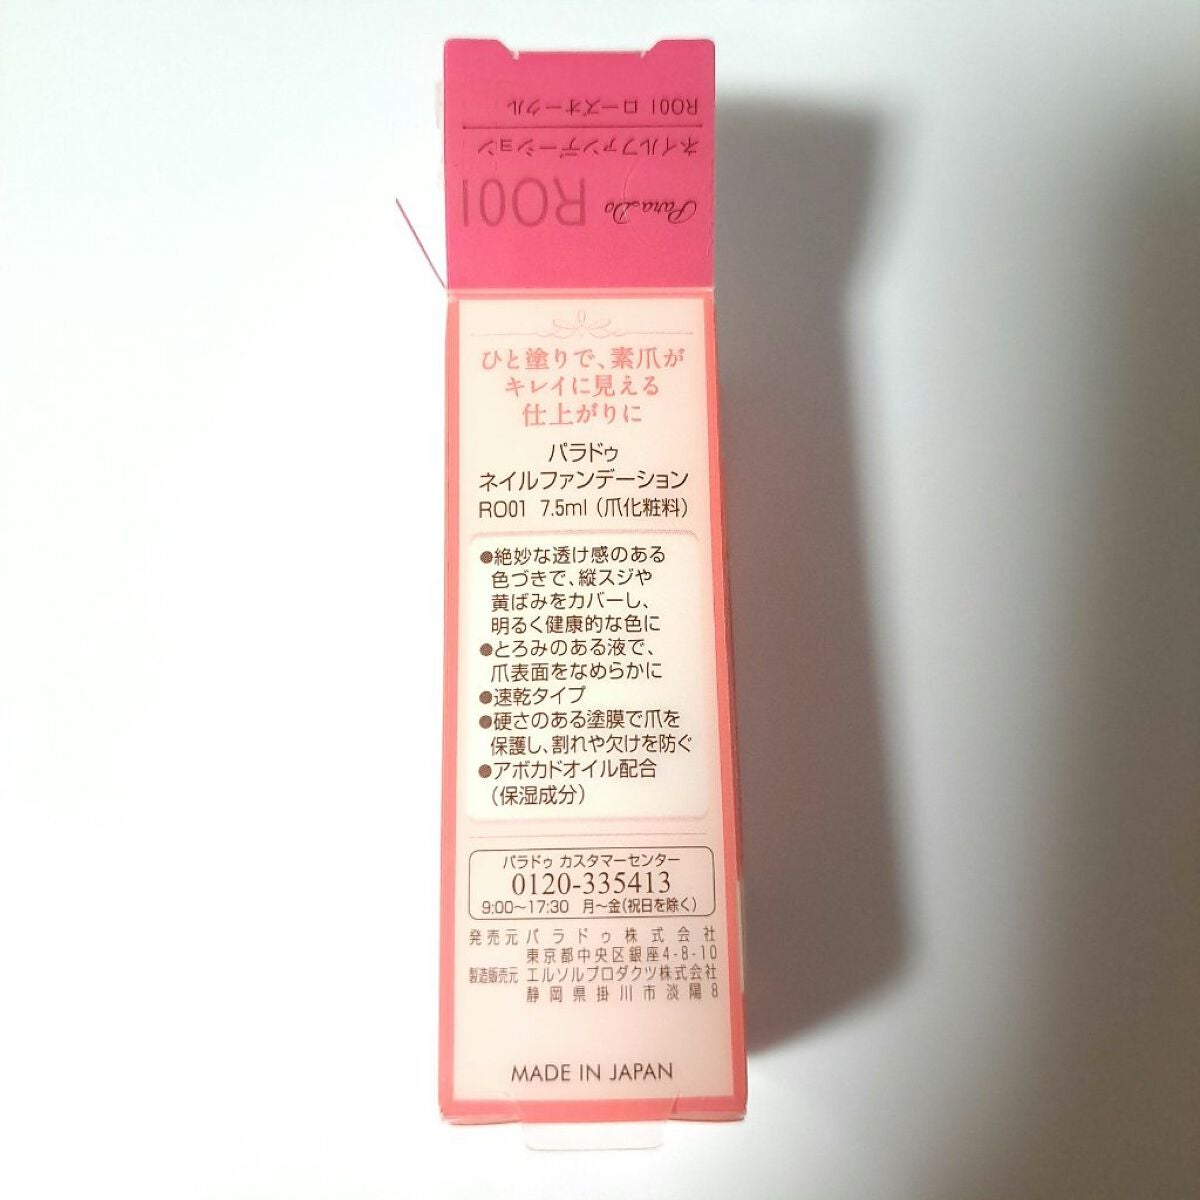 ParaDo RO01
ネイルファンデーション
RO01 ローズオークル
ひと塗りで、素爪が
キレイに見える
仕上がりに
パラドゥ
ネイルファンデーション
RO01 7.5ml（爪化粧料）
●絶妙な透け感のある
色づきで、縦スジや
黄ばみをカバーし、
明るく健康的な色に
●とろみのある液で、
爪表面をなめらかに
●速乾タイプ
●硬さのある塗膜で爪を
保護し、割れや欠けを防ぐ
●アボカドオイル配合
（保湿成分）
パラドゥ カスタマーセンター
0120-335413
9:00〜17:30 月〜金(祝日を除く)
発売元 パラドゥ株式会社
東京都中央区銀座4-8-10
製造販売元 エルソルプロダクツ株式会社
静岡県掛川市淡陽8
MADE IN JAPAN